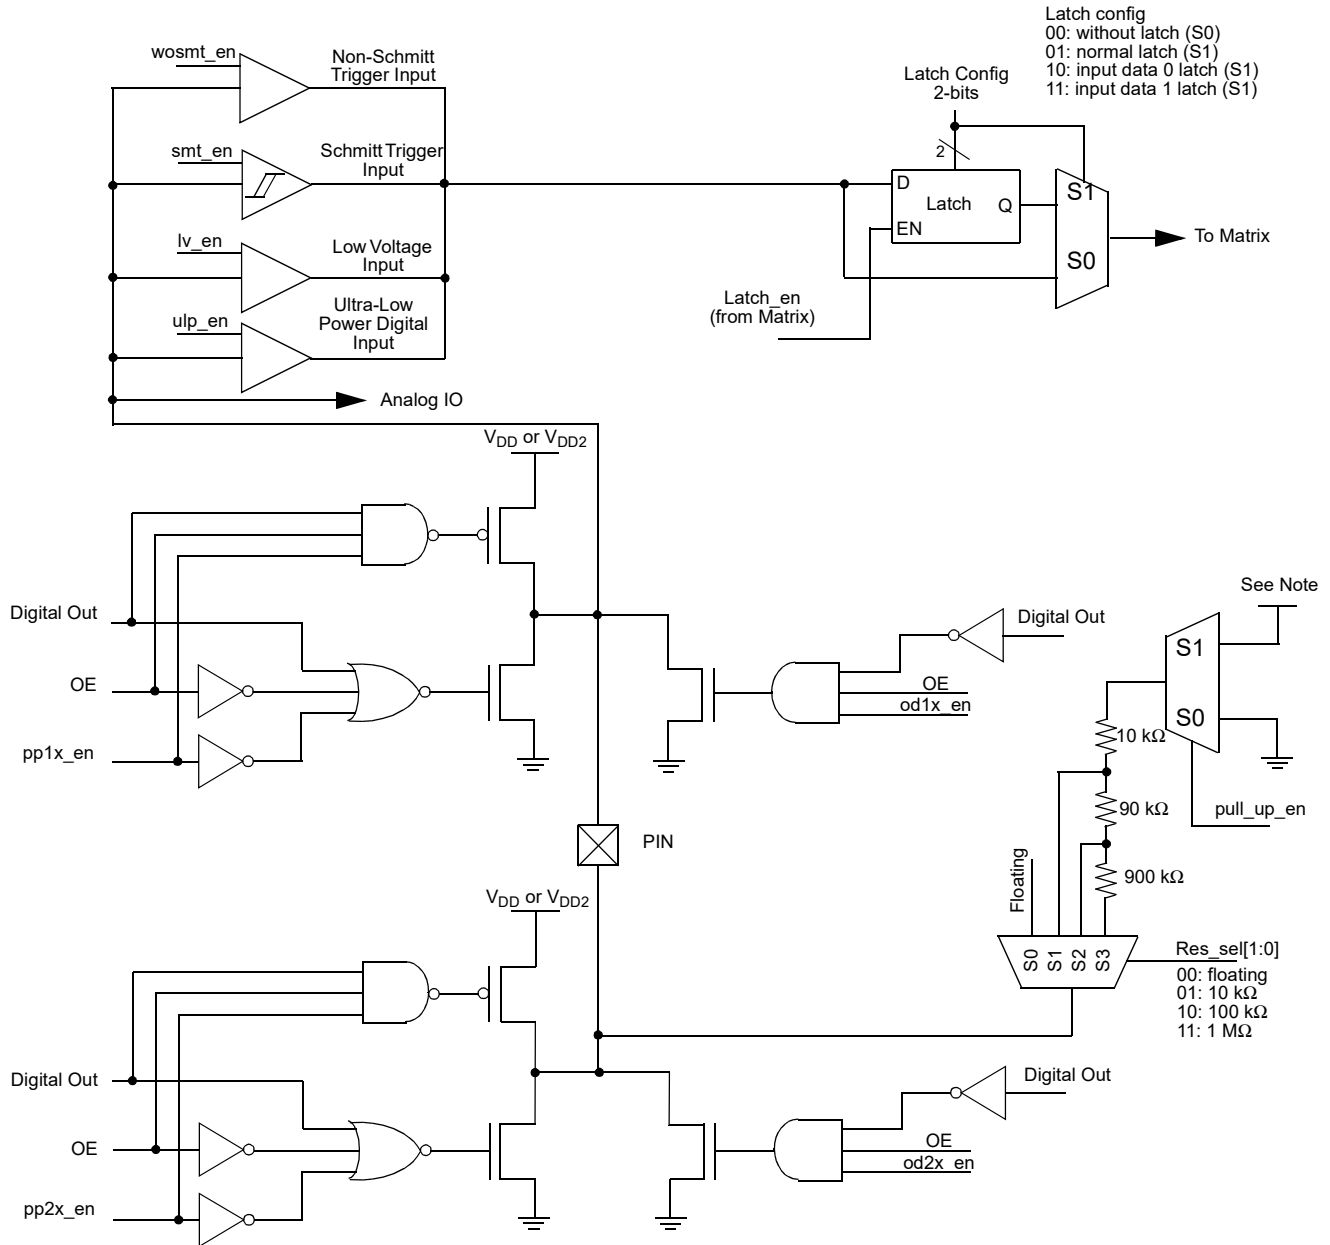 Latch config
00: without latch (S0)
01: normal latch (S1)
10: input data 0 latch (S1)
11: input data 1 latch (S1)
wosmt_en
Non-Schmitt
Trigger Input
Latch Config
2-bits
smt_en
Schmitt Trigger
Input
2
D
Latch
Q
EN
S1
S0
To Matrix
lv_en
Low Voltage
Input
Latch_en
(from Matrix)
ulp_en
Ultra-Low
Power Digital
Input
Analog IO
VDD or VDD2
Digital Out
OE
pp1x_en
Digital Out
OE
od1x_en
See Note
S1
S0
10 kΩ
90 kΩ
900 kΩ
pull_up_en
PIN
Floating
S0
S1
S2
S3
Res_sel[1:0]
00: floating
01: 10 kΩ
10: 100 kΩ
11: 1 MΩ
VDD or VDD2
Digital Out
OE
pp2x_en
Digital Out
OE
od2x_en